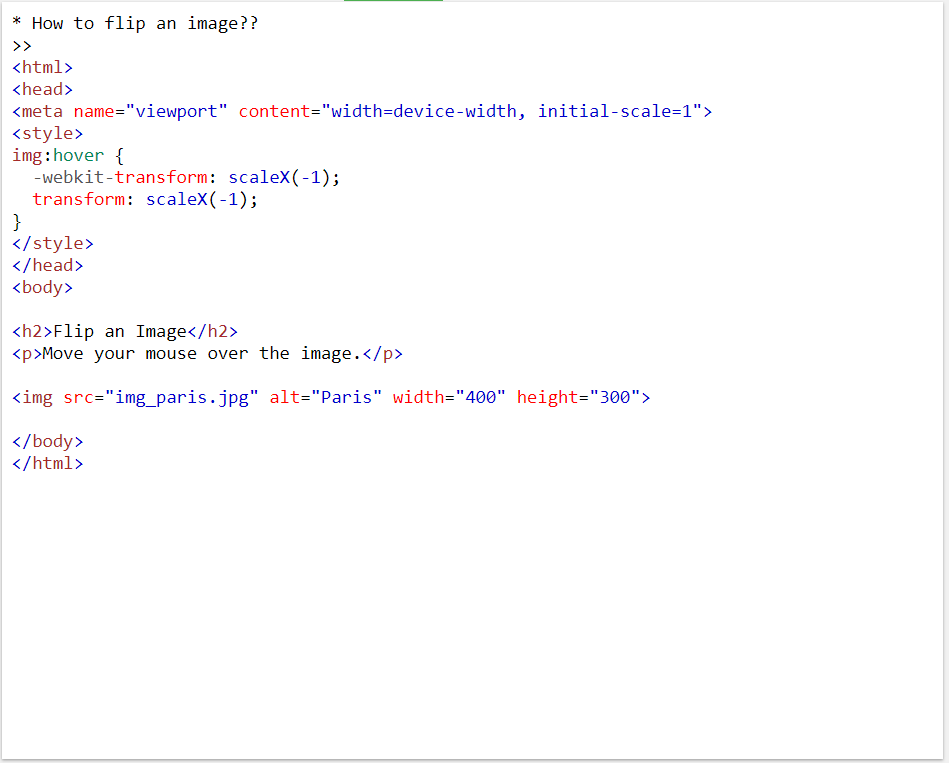 * How to flip an image??
>>
<html>
<head>
<meta name="viewport" content="width=device-width, initial-scale=1">
<style>
img:hover {
  -webkit-transform: scaleX(-1);
  transform: scaleX(-1);
}
</style>
</head>
<body>

<h2>Flip an Image</h2>
<p>Move your mouse over the image.</p>

<img src="img_paris.jpg" alt="Paris" width="400" height="300">

</body>
</html>